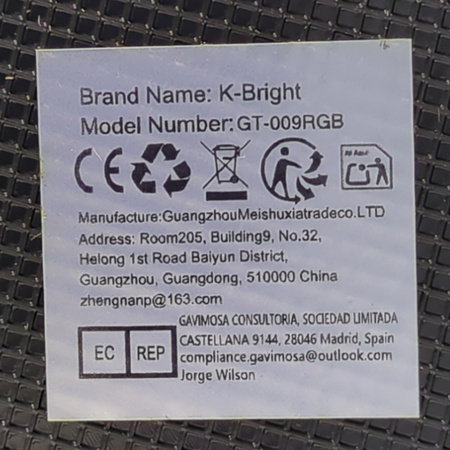 Brand Name: K-Bright
Model Number:GT-009RGB
CE
Manufacture:GuangzhouMeishuxiatradeco.LTD
Address: Room205, Building9, No.32,
Helong 1st Road Baiyun District,
Guangzhou, Guangdong, 510000 China
zhengnanp@163.com
EC REP
GAVIMOSA CONSULTORIA, SOCIEDAD LIMITADA
CASTELLANA 9144, 28046 Madrid, Spain
compliance.gavimosa@outlook.com
Jorge Wilson